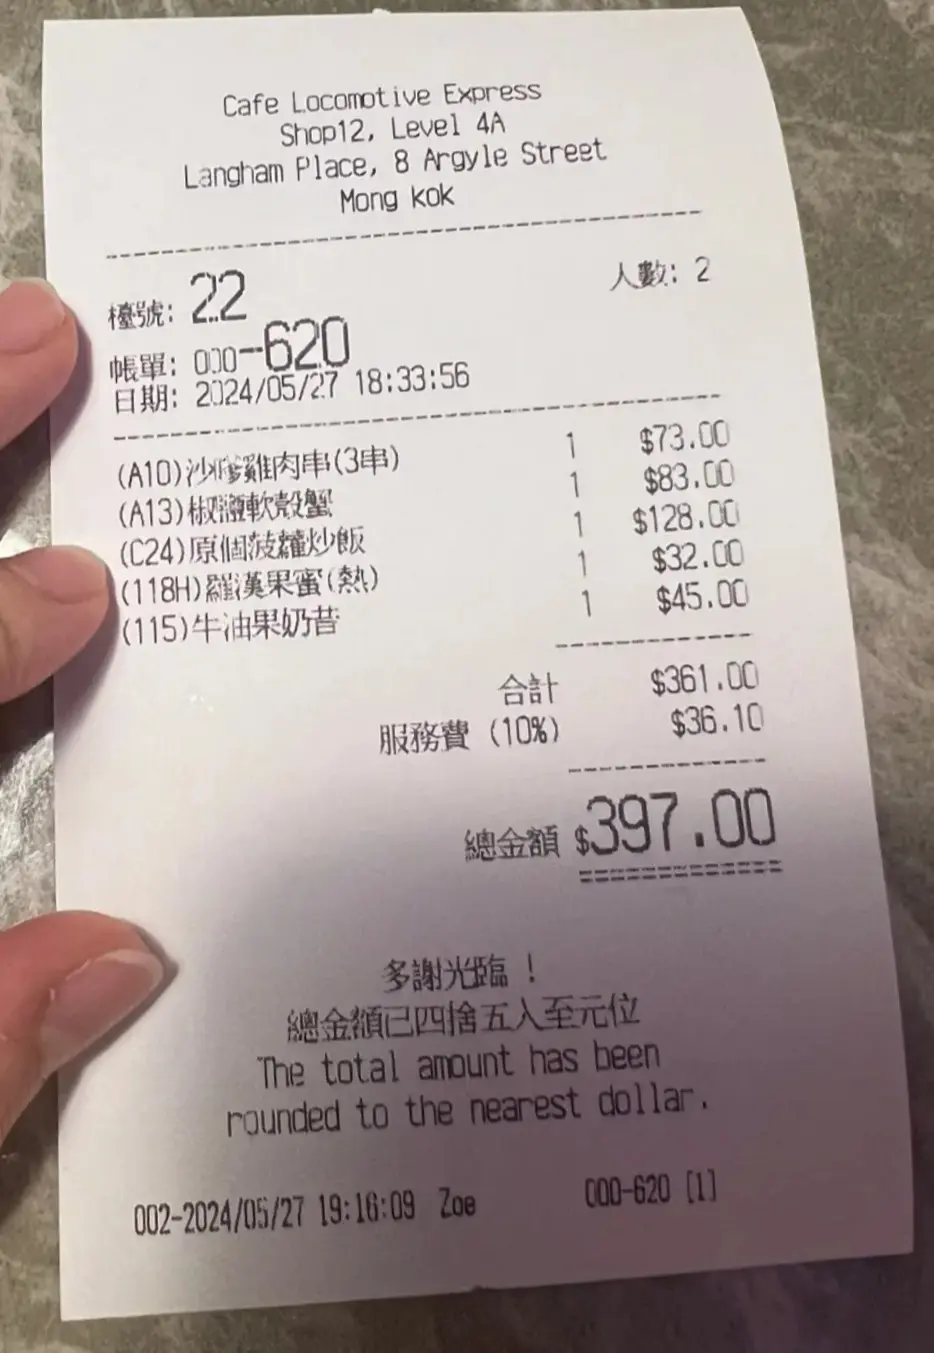 Cafe Locomotive Express
Shop12, Level 4A
Langham Place, 8 Argyle Street
Mong Kok
檯號: 22 人數: 2
帳單: 000-620
日期: 2024/05/27 18:33:56
(A10)沙嗲雞肉串(3串) 1 $73.00
(A13)椒鹽軟殼蟹 1 $83.00
(C24)原個菠蘿炒飯 1 $128.00
(118H)羅漢果蜜(熱) 1 $32.00
(115)牛油果奶昔 1 $45.00
合計 $361.00
服務費 (10%) $36.10
總金額 $397.00
多謝光臨 !
總金額已四捨五入至元位
The total amount has been
rounded to the nearest dollar.
002-2024/05/27 19:16:09 Zoe 000-620 [1]